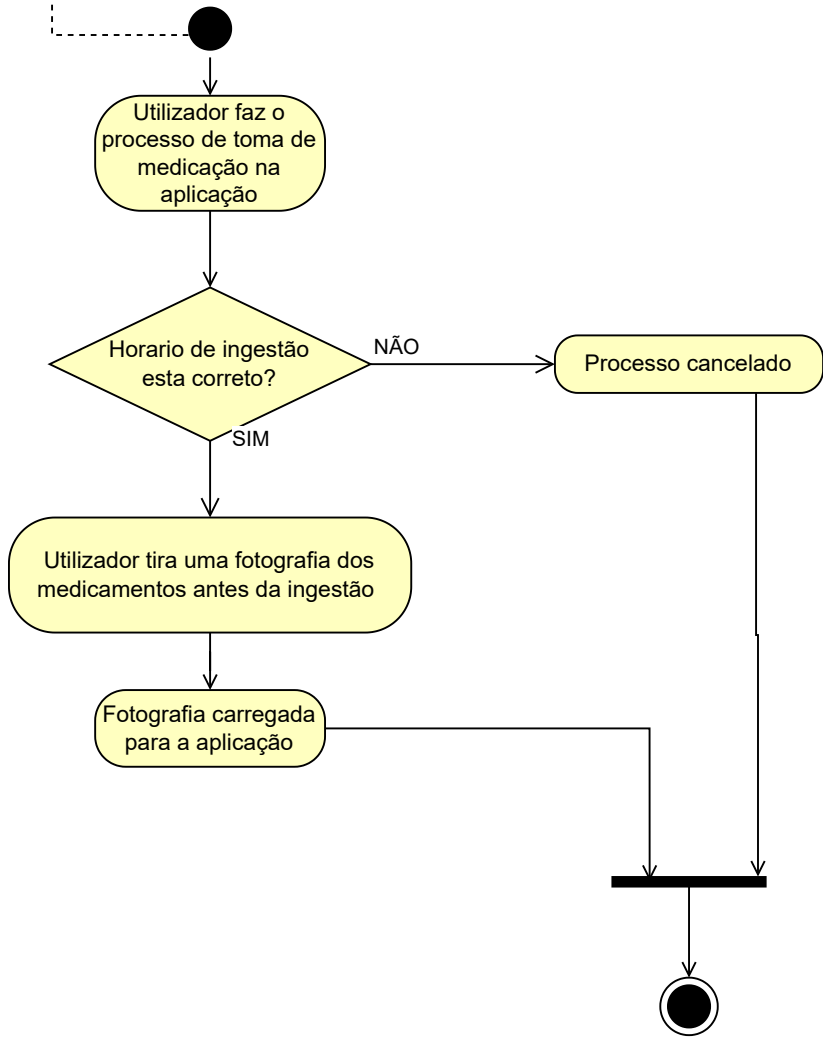 Utilizador faz o
processo de toma de
medicação na
aplicação
Horario de ingestão
esta correto?
NÃO
Processo cancelado
SIM
Utilizador tira uma fotografia dos
medicamentos antes da ingestão
Fotografia carregada
para a aplicação